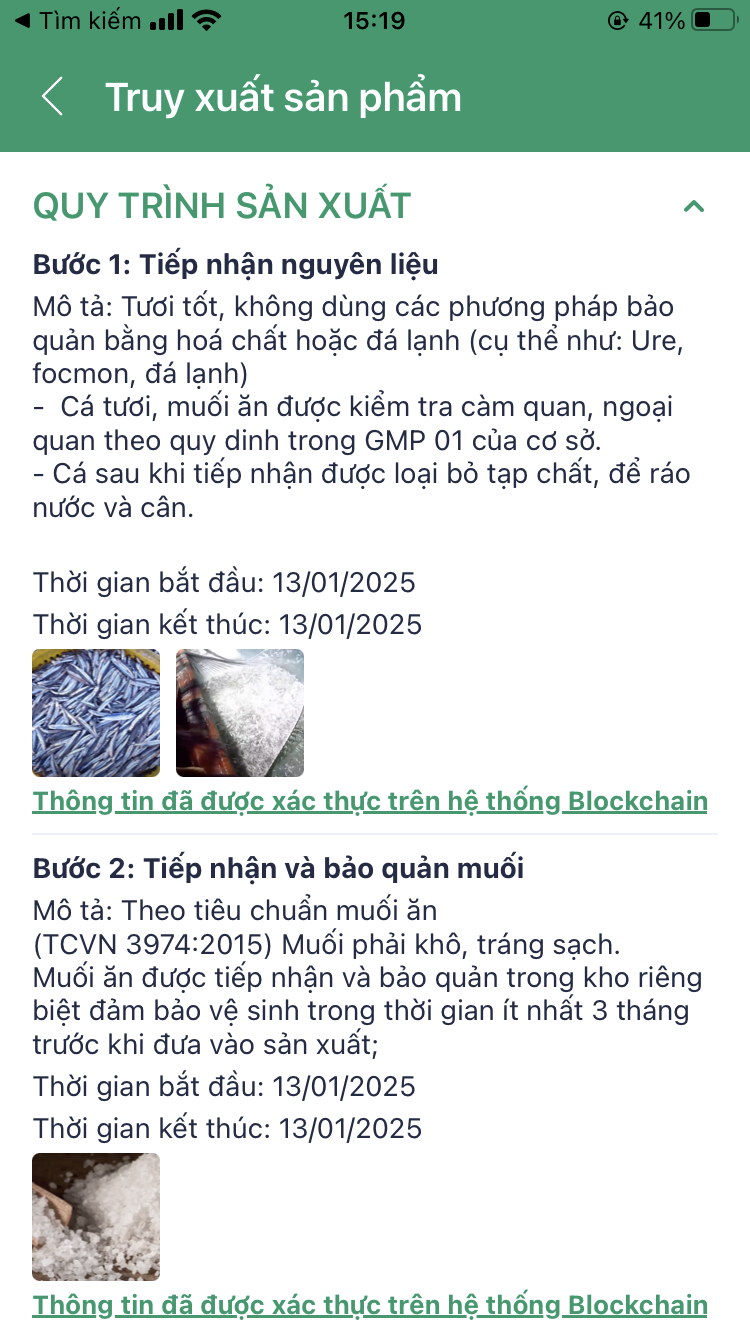 ◀ Tìm kiếm 15:19 41%
Truy xuất sản phẩm
QUY TRÌNH SẢN XUẤT
Bước 1: Tiếp nhận nguyên liệu
Mô tả: Tươi tốt, không dùng các phương pháp bảo
quản bằng hoá chất hoặc đá lạnh (cụ thể như: Ure,
focmon, đá lạnh)
-  Cá tươi, muối ăn được kiểm tra càm quan, ngoại
quan theo quy dinh trong GMP 01 của cơ sở.
- Cá sau khi tiếp nhận được loại bỏ tạp chất, để ráo
nước và cân.
Thời gian bắt đầu: 13/01/2025
Thời gian kết thúc: 13/01/2025
Thông tin đã được xác thực trên hệ thống Blockchain
Bước 2: Tiếp nhận và bảo quản muối
Mô tả: Theo tiêu chuẩn muối ăn
(TCVN 3974:2015) Muối phải khô, tráng sạch.
Muối ăn được tiếp nhận và bảo quản trong kho riêng
biệt đảm bảo vệ sinh trong thời gian ít nhất 3 tháng
trước khi đưa vào sản xuất;
Thời gian bắt đầu: 13/01/2025
Thời gian kết thúc: 13/01/2025
Thông tin đã được xác thực trên hệ thống Blockchain